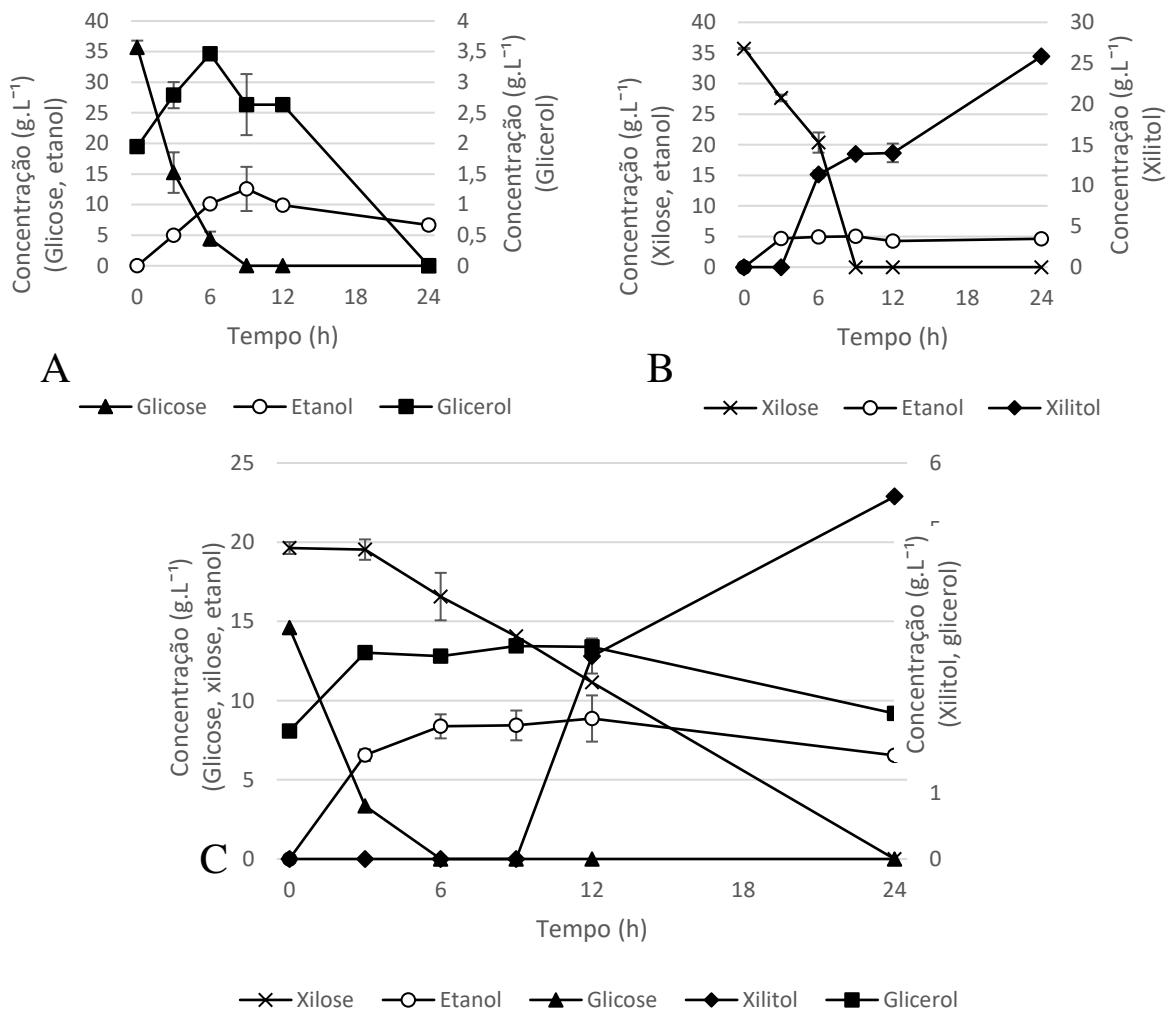 40
35
30
25
20
15
10
5
0
4
3,5
3
2,5
2
1,5
1
0,5
0
0
6
12
18
24
Concentração (g.L⁻¹)
(Glicose, etanol)
Concentração (g.L⁻¹)
(Glicerol)
Tempo (h)
A
Glicose
Etanol
Glicerol
40
35
30
25
20
15
10
5
0
30
25
20
15
10
5
0
0
6
12
18
24
Concentração (g.L⁻¹)
(Xilose, etanol)
Concentração (g.L⁻¹)
(Xilitol)
Tempo (h)
B
Xilose
Etanol
Xilitol
25
20
15
10
5
0
6
1
0
0
6
12
18
24
Concentração (g.L⁻¹)
(Glicose, xilose, etanol)
Concentração (g.L⁻¹)
(Xilitol, glicerol)
C
Tempo (h)
Xilose
Etanol
Glicose
Xilitol
Glicerol